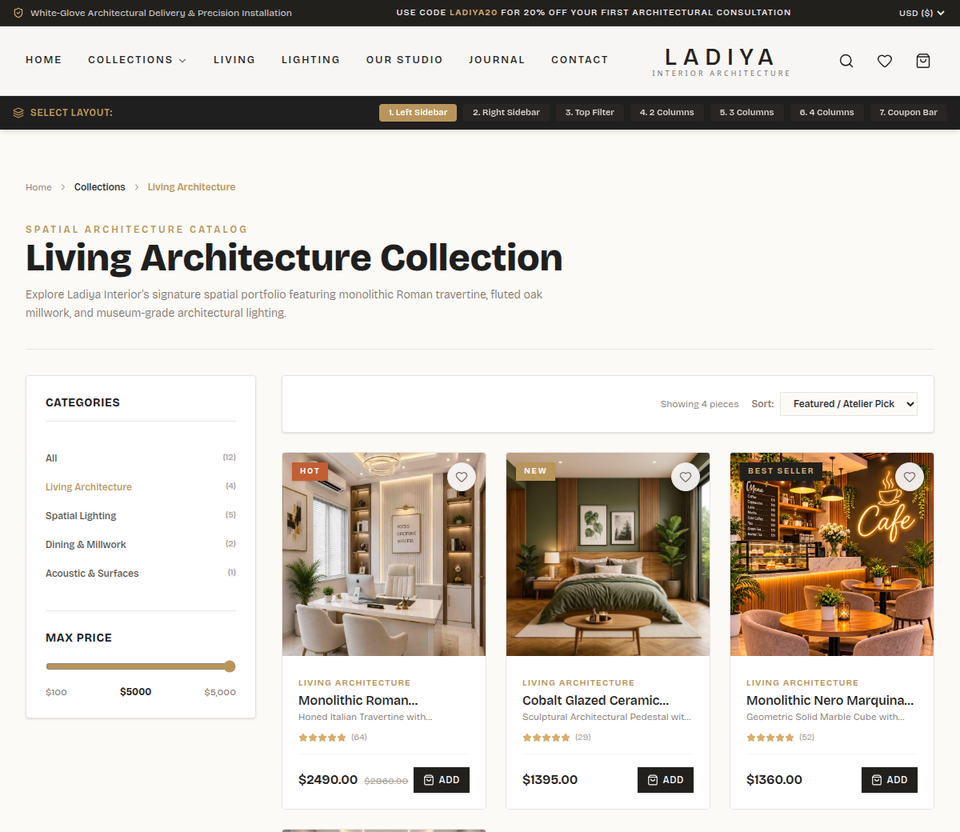 White-Glove Architectural Delivery & Precision Installation
USE CODE LADIYA20 FOR 20% OFF YOUR FIRST ARCHITECTURAL CONSULTATION
USD ($)
HOME
COLLECTIONS
LIVING
LIGHTING
OUR STUDIO
JOURNAL
CONTACT
LADIYA
INTERIOR ARCHITECTURE
SELECT LAYOUT:
1. Left Sidebar
2. Right Sidebar
3. Top Filter
4. 2 Columns
5. 3 Columns
6. 4 Columns
7. Coupon Bar
Home
Collections
Living Architecture
SPATIAL ARCHITECTURE CATALOG
Living Architecture Collection
Explore Ladiya Interior's signature spatial portfolio featuring monolithic Roman travertine, fluted oak
millwork, and museum-grade architectural lighting.
CATEGORIES
All (12)
Living Architecture (4)
Spatial Lighting (5)
Dining & Millwork (2)
Acoustic & Surfaces (1)
MAX PRICE
$100 $5000 $5,000
Showing 4 pieces
Sort:
Featured / Atelier Pick
HOT
LIVING ARCHITECTURE
Monolithic Roman...
Honed Italian Travertine with...
(64)
$2490.00 $2860.00
ADD
NEW
LIVING ARCHITECTURE
Cobalt Glazed Ceramic...
Sculptural Architectural Pedestal wit...
(29)
$1395.00
ADD
BEST SELLER
Menu
Cafe
LIVING ARCHITECTURE
Monolithic Nero Marquina...
Geometric Solid Marble Cube with...
(52)
$1360.00
ADD